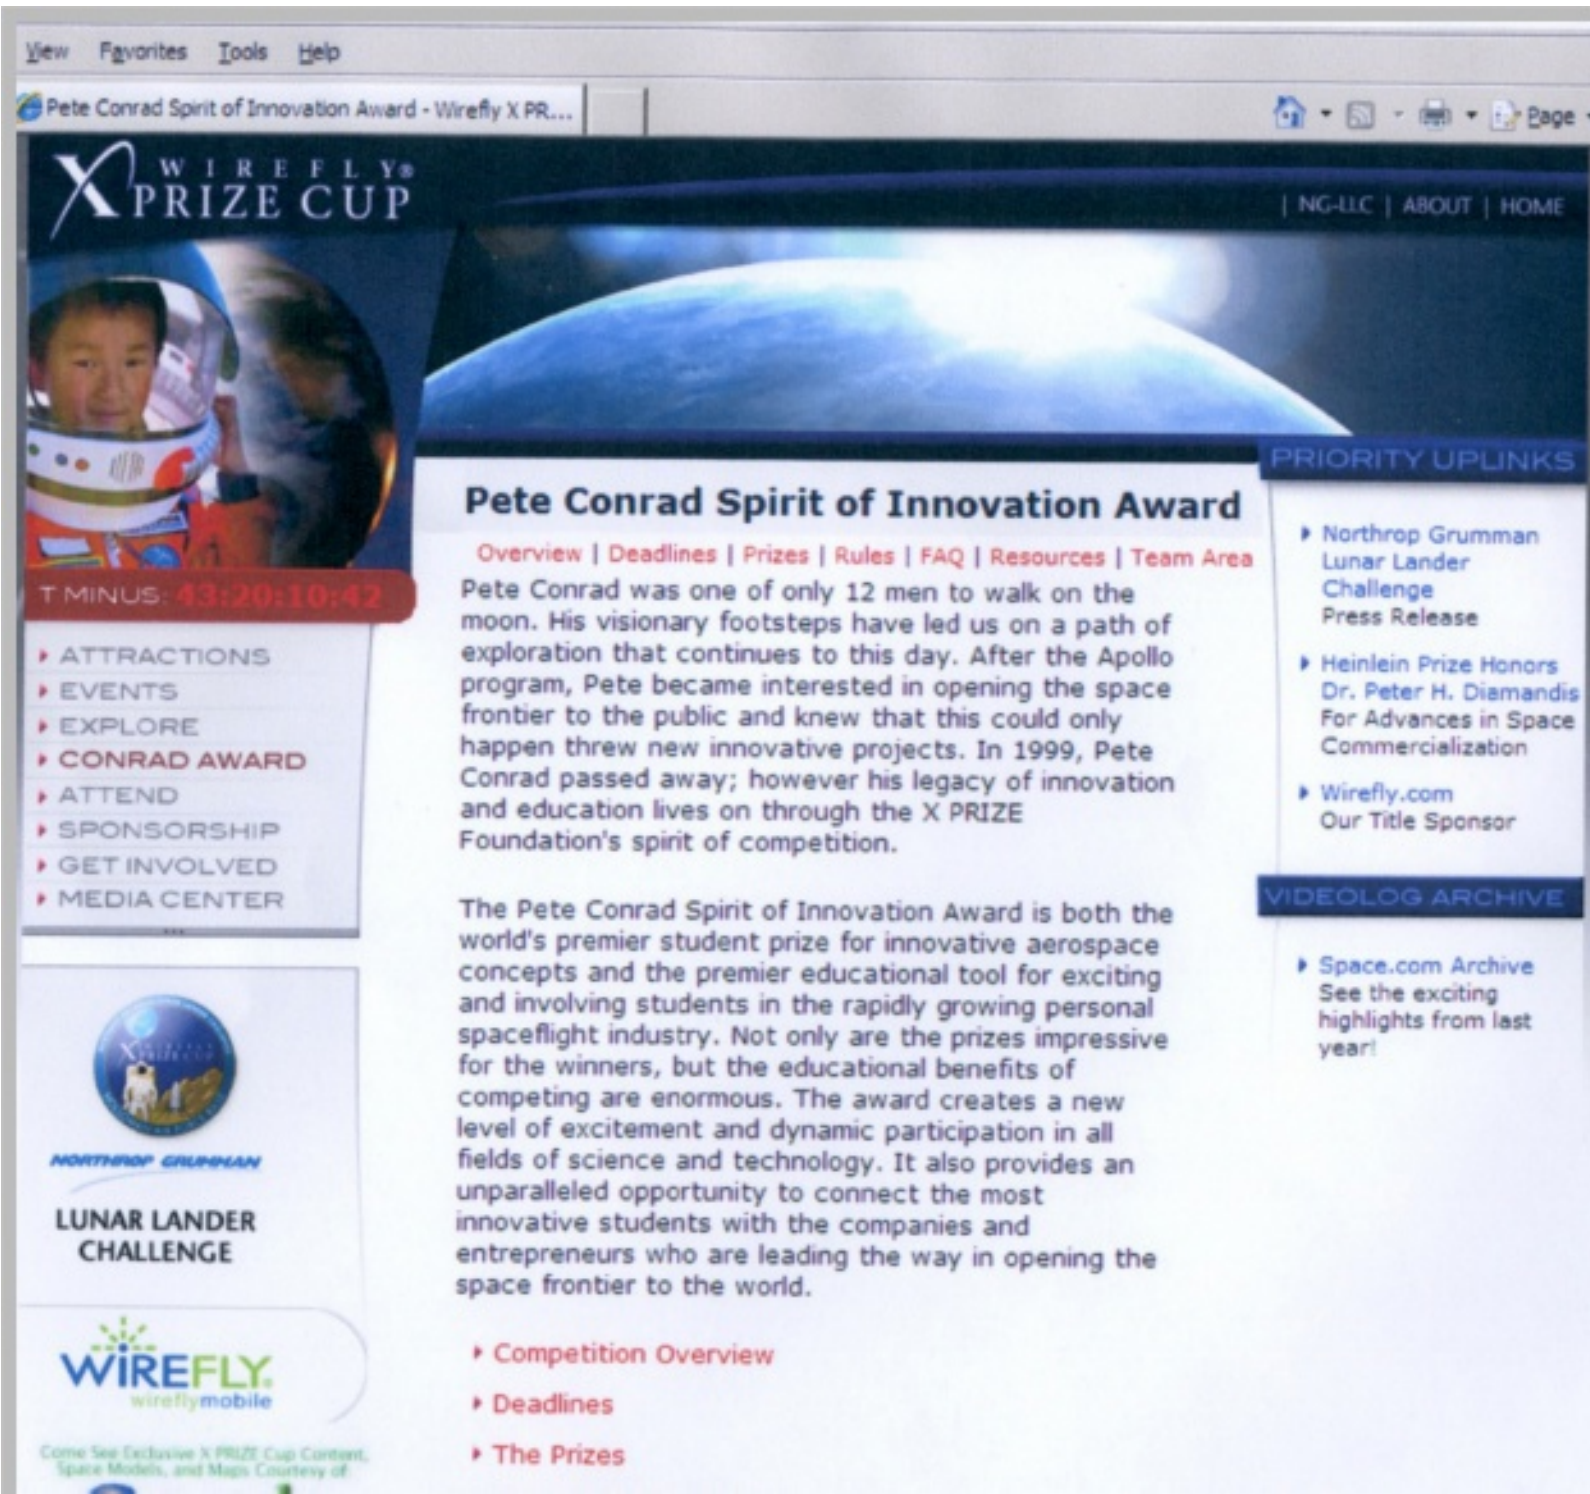 View Favorites Tools Help
Pete Conrad Spirit of Innovation Award - Wirefly X PR...
Page
WIREFLY®
X PRIZE CUP
| NG-LLC | ABOUT | HOME
T MINUS: 43:20:10:42
ATTRACTIONS
EVENTS
EXPLORE
CONRAD AWARD
ATTEND
SPONSORSHIP
GET INVOLVED
MEDIA CENTER
NORTHROP GRUMMAN
LUNAR LANDER
CHALLENGE
WIREFLY.
wireflymobile
Come See Exclusive X PRIZE Cup Content,
Space Models, and Maps Courtesy of
Pete Conrad Spirit of Innovation Award
Overview | Deadlines | Prizes | Rules | FAQ | Resources | Team Area
Pete Conrad was one of only 12 men to walk on the
moon. His visionary footsteps have led us on a path of
exploration that continues to this day. After the Apollo
program, Pete became interested in opening the space
frontier to the public and knew that this could only
happen threw new innovative projects. In 1999, Pete
Conrad passed away; however his legacy of innovation
and education lives on through the X PRIZE
Foundation's spirit of competition.
The Pete Conrad Spirit of Innovation Award is both the
world's premier student prize for innovative aerospace
concepts and the premier educational tool for exciting
and involving students in the rapidly growing personal
spaceflight industry. Not only are the prizes impressive
for the winners, but the educational benefits of
competing are enormous. The award creates a new
level of excitement and dynamic participation in all
fields of science and technology. It also provides an
unparalleled opportunity to connect the most
innovative students with the companies and
entrepreneurs who are leading the way in opening the
space frontier to the world.
Competition Overview
Deadlines
The Prizes
PRIORITY UPLINKS
Northrop Grumman
Lunar Lander
Challenge
Press Release
Heinlein Prize Honors
Dr. Peter H. Diamandis
For Advances in Space
Commercialization
Wirefly.com
Our Title Sponsor
VIDEOLOG ARCHIVE
Space.com Archive
See the exciting
highlights from last
year!